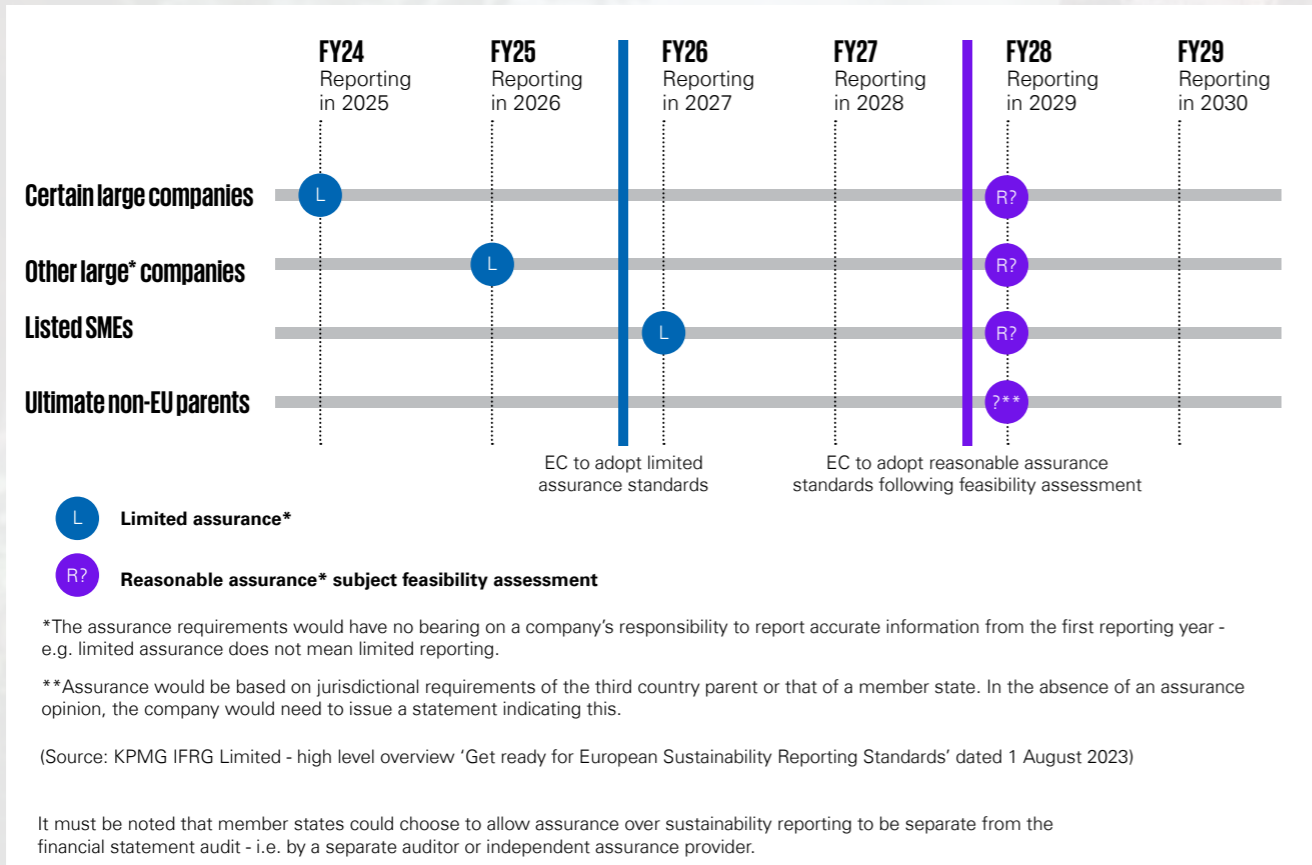 FY24
Reporting
in 2025
FY25
Reporting
in 2026
FY26
Reporting
in 2027
FY27
Reporting
in 2028
FY28
Reporting
in 2029
FY29
Reporting
in 2030
Certain large companies
L
R?
Other large* companies
L
R?
Listed SMEs
L
R?
Ultimate non-EU parents
?**
EC to adopt limited
assurance standards
EC to adopt reasonable assurance
standards following feasibility assessment
L
Limited assurance*
R?
Reasonable assurance* subject feasibility assessment
*The assurance requirements would have no bearing on a company's responsibility to report accurate information from the first reporting year -
e.g. limited assurance does not mean limited reporting.
**Assurance would be based on jurisdictional requirements of the third country parent or that of a member state. In the absence of an assurance
opinion, the company would need to issue a statement indicating this.
(Source: KPMG IFRG Limited - high level overview 'Get ready for European Sustainability Reporting Standards' dated 1 August 2023)
It must be noted that member states could choose to allow assurance over sustainability reporting to be separate from the
financial statement audit - i.e. by a separate auditor or independent assurance provider.